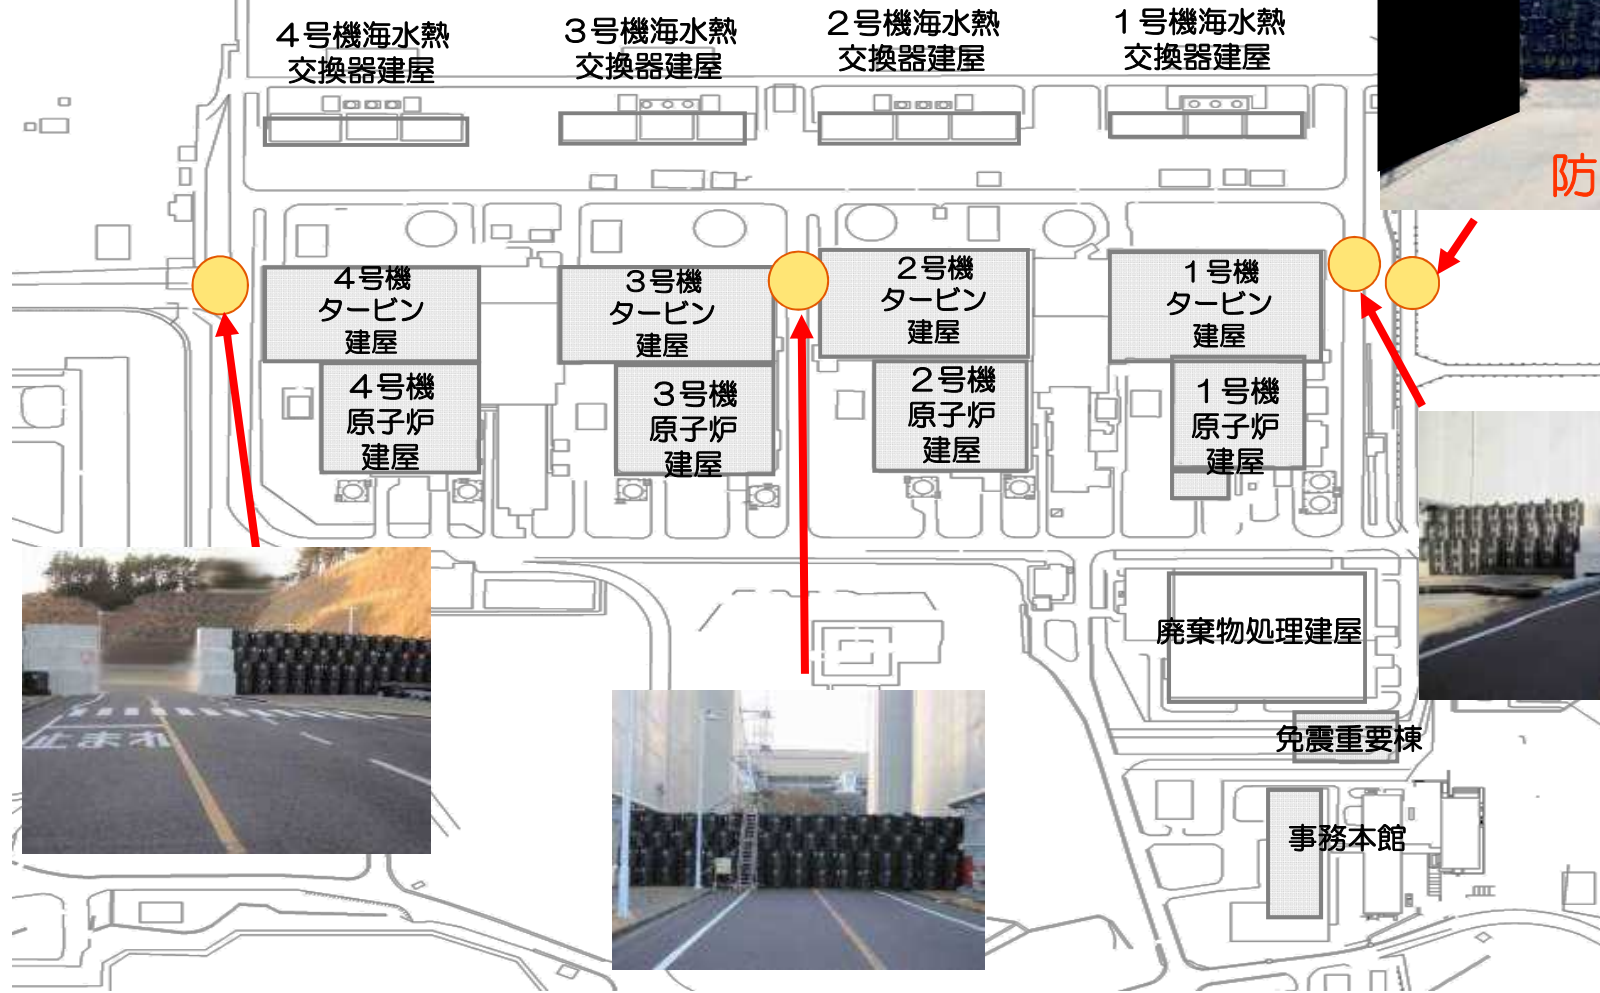 4号機海水熱
交換器建屋
3号機海水熱
交換器建屋
2号機海水熱
交換器建屋
1号機海水熱
交換器建屋
防
4号機
タービン
建屋
3号機
タービン
建屋
2号機
タービン
建屋
1号機
タービン
建屋
4号機
原子炉
建屋
3号機
原子炉
建屋
2号機
原子炉
建屋
1号機
原子炉
建屋
廃棄物処理建屋
免震重要棟
事務本館
止まれ